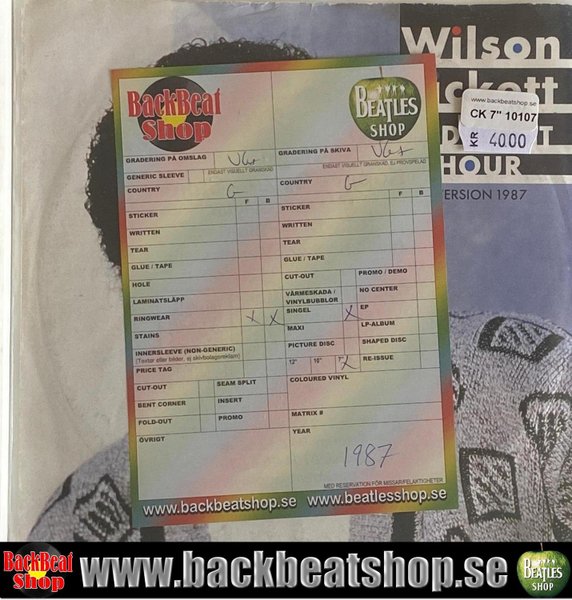 Wilson
ckett
www.backbeatshop.se
CK 7" 10107
KR 4000
HOUR
ERSION 1987
BackBeat
Shop
BEATLES
SHOP
GRADERING PÅ OMSLAG VG+
ENDAST VISUELLT GRANSKAD
GENERIC SLEEVE
COUNTRY G
F B
STICKER
WRITTEN
TEAR
GLUE / TAPE
HOLE
LAMINATSLÄPP
RINGWEAR X X
STAINS
INNERSLEEVE (NON-GENERIC)
(Texter eller bilder, ej skivbolagsreklam)
PRICE TAG
CUT-OUT SEAM SPLIT
BENT CORNER INSERT
FOLD-OUT PROMO
ÖVRIGT
GRADERING PÅ SKIVA VG+
ENDAST VISUELLT GRANSKAD, EJ PROVSPELAD
COUNTRY G
F B
STICKER
WRITTEN
TEAR
GLUE / TAPE
CUT-OUT PROMO / DEMO
VÄRMESKADA / VINYLBUBBLOR NO CENTER
SINGEL X EP
MAXI LP-ALBUM
PICTURE DISC SHAPED DISC
12" 10" 7" X RE-ISSUE
COLOURED VINYL
MATRIX #
YEAR
1987
MED RESERVATION FÖR MISSAR/FELAKTIGHETER
www.backbeatshop.se www.beatlesshop.se
BackBeat
Shop
www.backbeatshop.se
BEATLES
SHOP